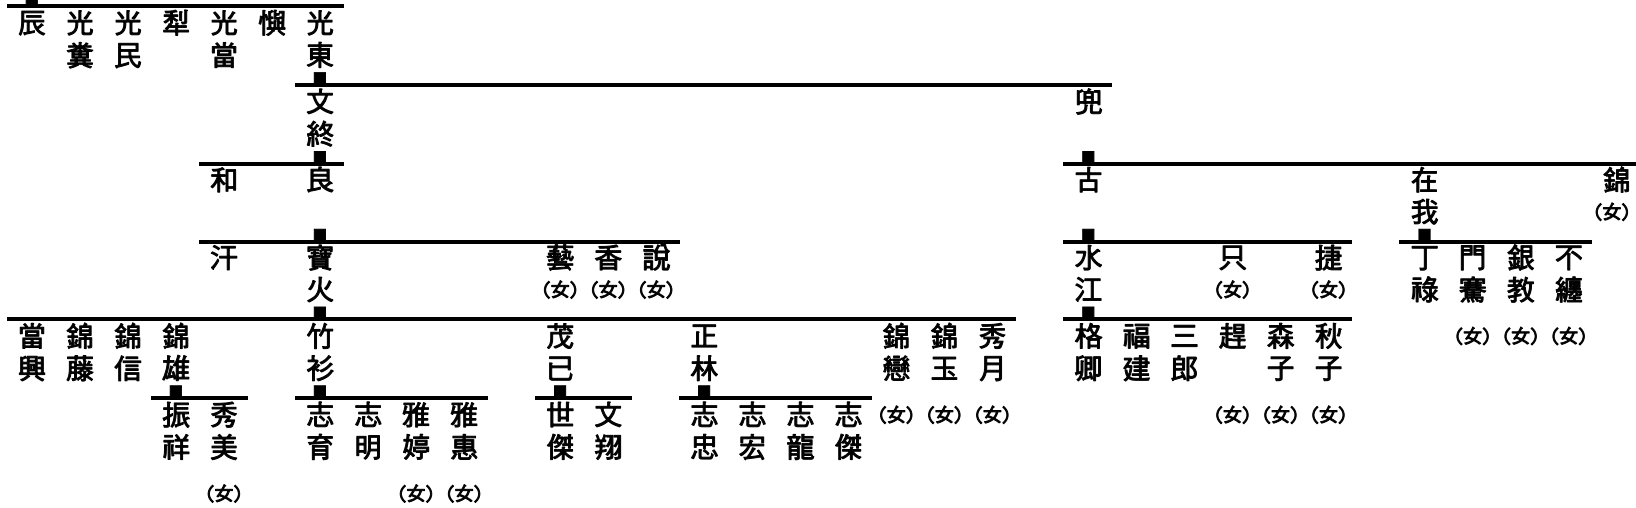 辰 光糞 光民 犁 光當 懊 光東
文終 兜
和 良 古 在我 錦(女)
汗 寶火 藝(女) 香(女) 說(女) 水江 只(女) 捷(女) 丁祿 門騫(女) 銀教(女) 不纏(女)
當興 錦藤 錦信 錦雄 竹衫 茂已 正林 錦戀(女) 錦玉(女) 秀月(女) 格卿 福建 三郎 趕(女) 森子(女) 秋子(女)
振祥 秀美(女) 志育 志明 雅婷(女) 雅惠(女) 世傑 文翔 志忠 志宏 志龍 志傑